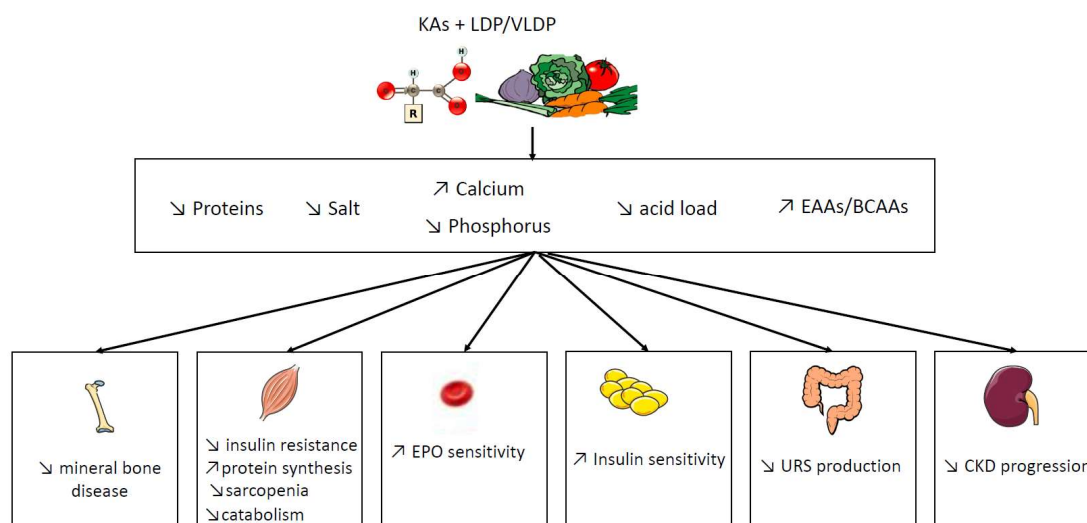 KAs + LDP/VLDP
H
H
O
O
C
C
O
R
↗ Calcium
↘ Proteins ↘ Salt ↘ acid load ↗ EAAs/BCAAs
↘ Phosphorus
↘ mineral bone
disease
↘ insulin resistance
↗ protein synthesis
↘ sarcopenia
↘ catabolism
↗ EPO sensitivity
↗ Insulin sensitivity
↘ URS production
↘ CKD progression